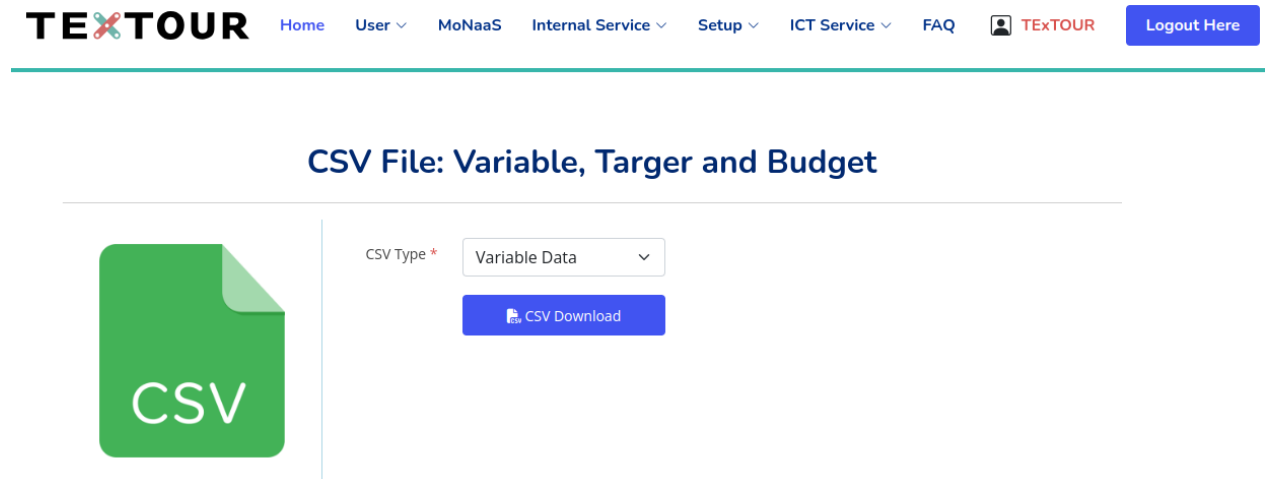 TEXTOUR Home User MoNaaS Internal Service Setup ICT Service FAQ TExTOUR Logout Here
CSV File: Variable, Targer and Budget
CSV Type * Variable Data
CSV CSV Download
CSV